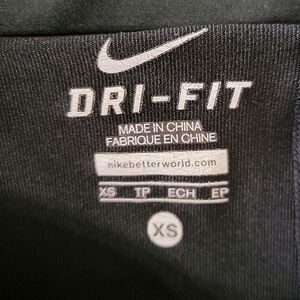 DRI-FIT
MADE IN CHINA
FABRIQUE EN CHINE
nikebetterworld.com
XS TP ECH EP
XS